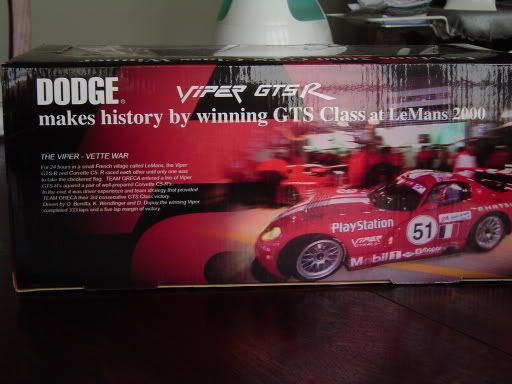 DODGE
VIPER GTS R
makes history by winning GTS Class at LeMans 2000
THE VIPER - VETTE WAR
For 24 hours in a small French village called LeMans, the Viper
GTS-R and Corvette C5- R raced each other until only one was
to take the checkered flag. TEAM ORECA entered a trio of Viper
GTS-R's against a pair of well-prepared Corvette C5-R's.
In the end, it was driver experience and team strategy that provided
TEAM ORECA their 3rd consecutive GTS Class victory.
Driven by O. Beretta, K. Wendlinger and D. Dupuy the winning Viper
completed 333 laps and a five lap margin of victory.
PlayStation
VIPER
51
Mobil 1